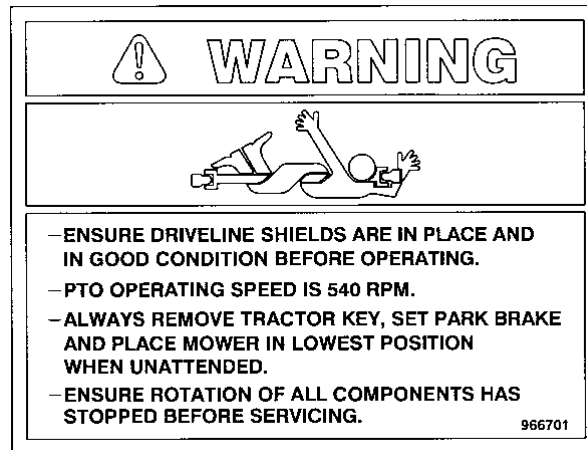 WARNING
–ENSURE DRIVELINE SHIELDS ARE IN PLACE AND
IN GOOD CONDITION BEFORE OPERATING.
–PTO OPERATING SPEED IS 540 RPM.
–ALWAYS REMOVE TRACTOR KEY, SET PARK BRAKE
AND PLACE MOWER IN LOWEST POSITION
WHEN UNATTENDED.
–ENSURE ROTATION OF ALL COMPONENTS HAS
STOPPED BEFORE SERVICING.
966701